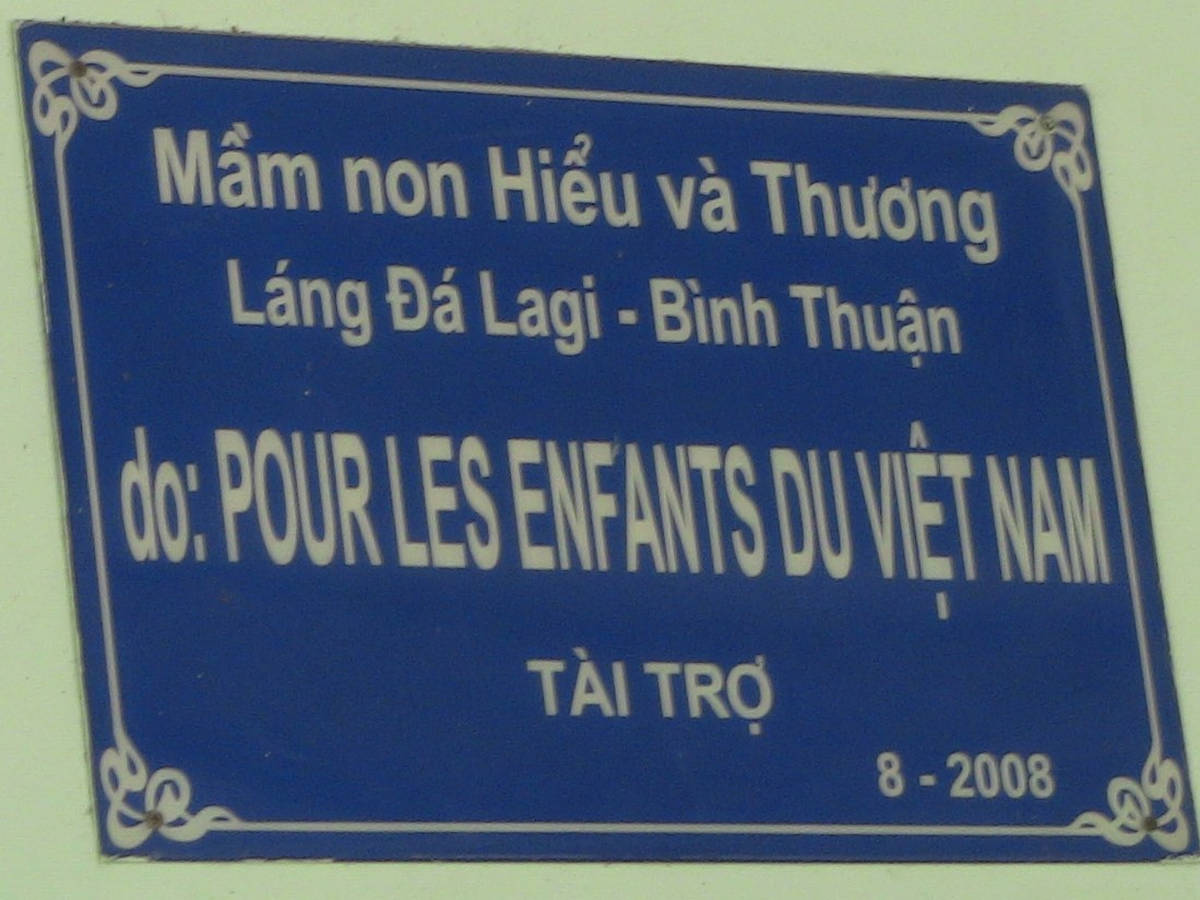 Mầm non Hiểu và Thương
Láng Đá Lagi - Bình Thuận
do: POUR LES ENFANTS DU VIỆT NAM
TÀI TRỢ
8 - 2008